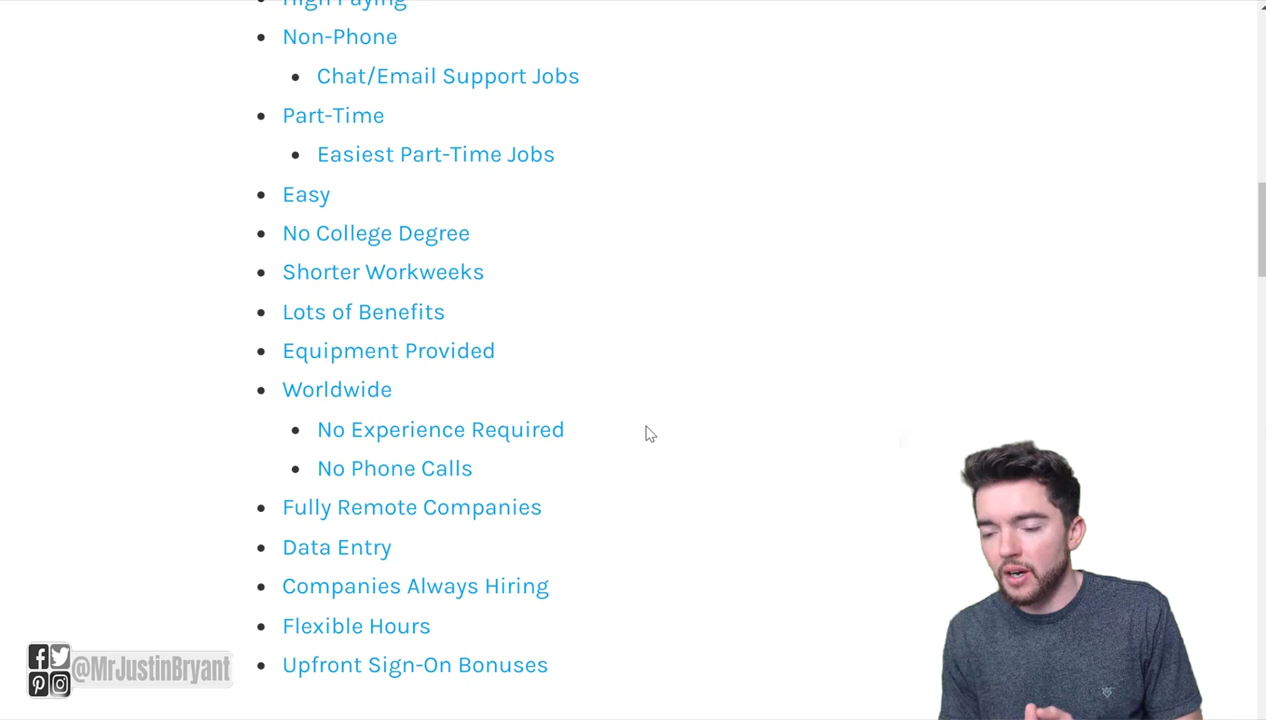 High Paying
Non-Phone
Chat/Email Support Jobs
Part-Time
Easiest Part-Time Jobs
Easy
No College Degree
Shorter Workweeks
Lots of Benefits
Equipment Provided
Worldwide
No Experience Required
No Phone Calls
Fully Remote Companies
Data Entry
Companies Always Hiring
Flexible Hours
Upfront Sign-On Bonuses
@MrJustinBryant